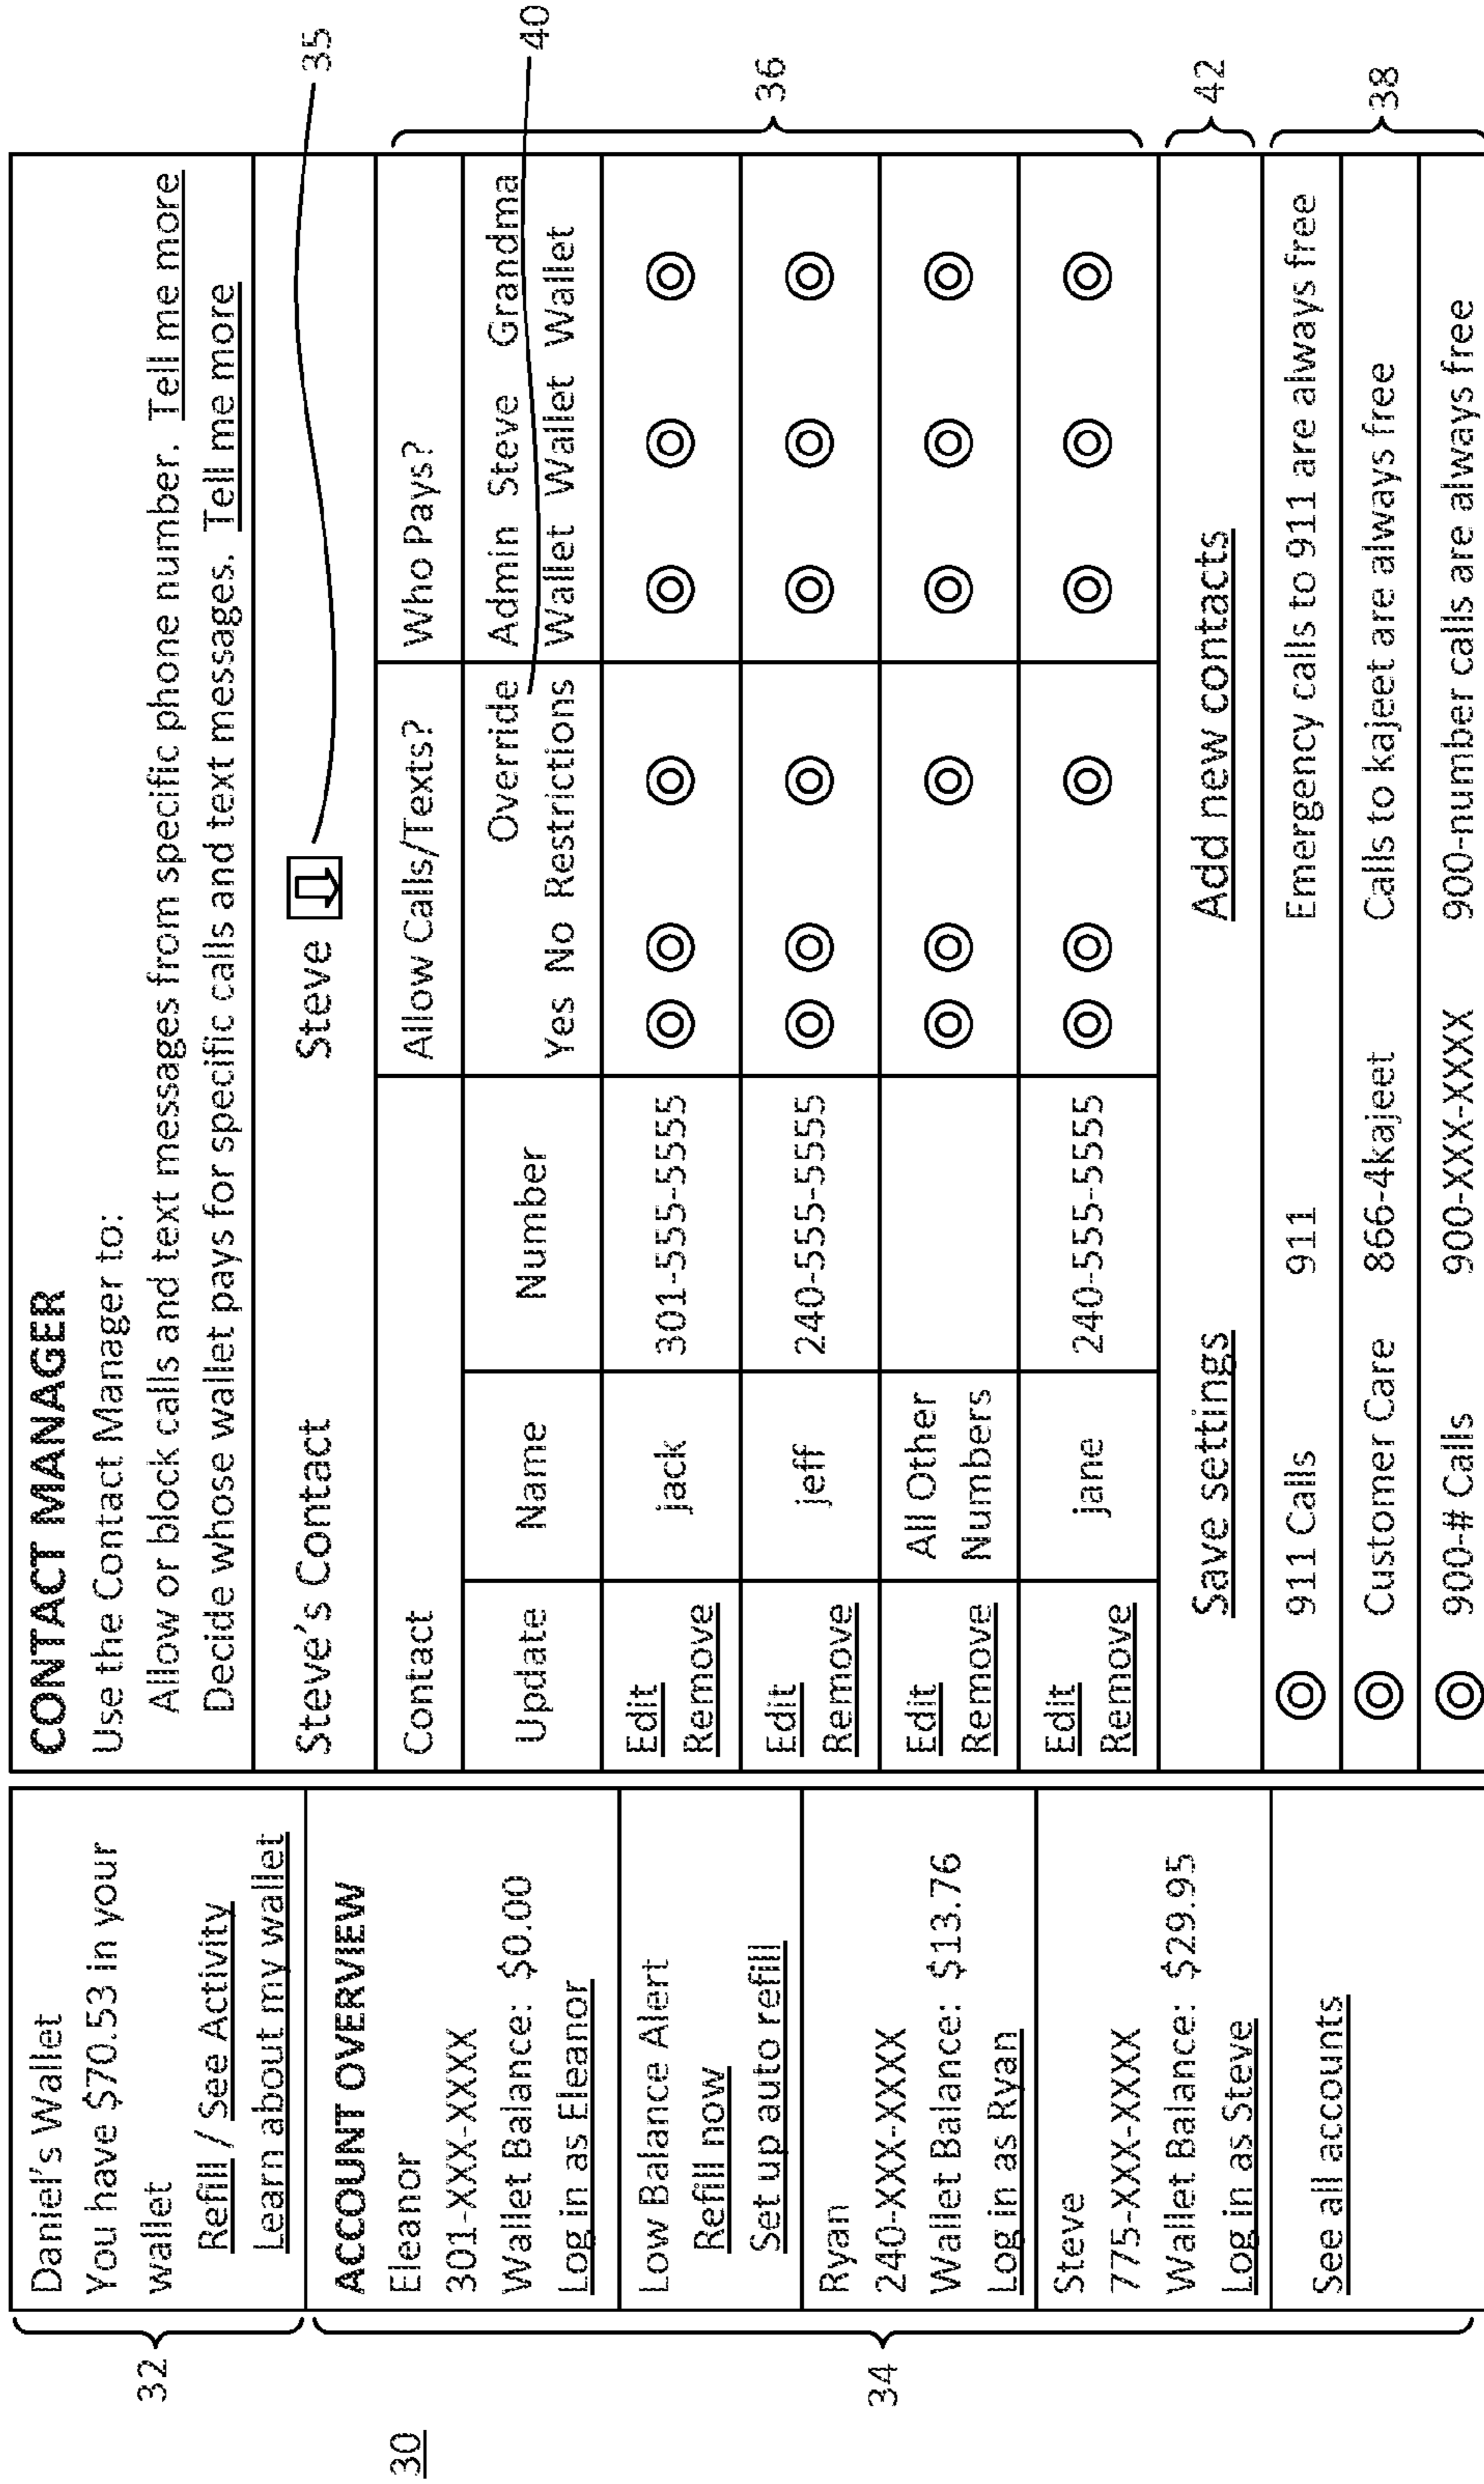 30
32
Daniel's Wallet
You have $70.53 in your
wallet
Refill / See Activity
Learn about my wallet
34
ACCOUNT OVERVIEW
Eleanor
301-XXX-XXXX
Wallet Balance: $0.00
Log in as Eleanor
Low Balance Alert
Refill now
Set up auto refill
Ryan
240-XXX-XXXX
Wallet Balance: $13.76
Log in as Ryan
Steve
775-XXX-XXXX
Wallet Balance: $29.95
Log in as Steve
See all accounts
CONTACT MANAGER
Use the Contact Manager to:
Allow or block calls and text messages from specific phone number. Tell me more
Decide whose wallet pays for specific calls and text messages. Tell me more
Steve's Contact Steve 35
Contact Allow Calls/Texts? Who Pays?
Update Name Number Override Admin Steve Grandma 40
Yes No Restrictions Wallet Wallet Wallet
Edit jack 301-555-5555
Remove
36
Edit jeff 240-555-5555
Remove
Edit All Other
Remove Numbers
Edit jane 240-555-5555
Remove
Save settings Add new contacts 42
911 Calls 911 Emergency calls to 911 are always free
Customer Care 866-4kajeet Calls to kajeet are always free 38
900-# Calls 900-XXX-XXXX 900-number calls are always free